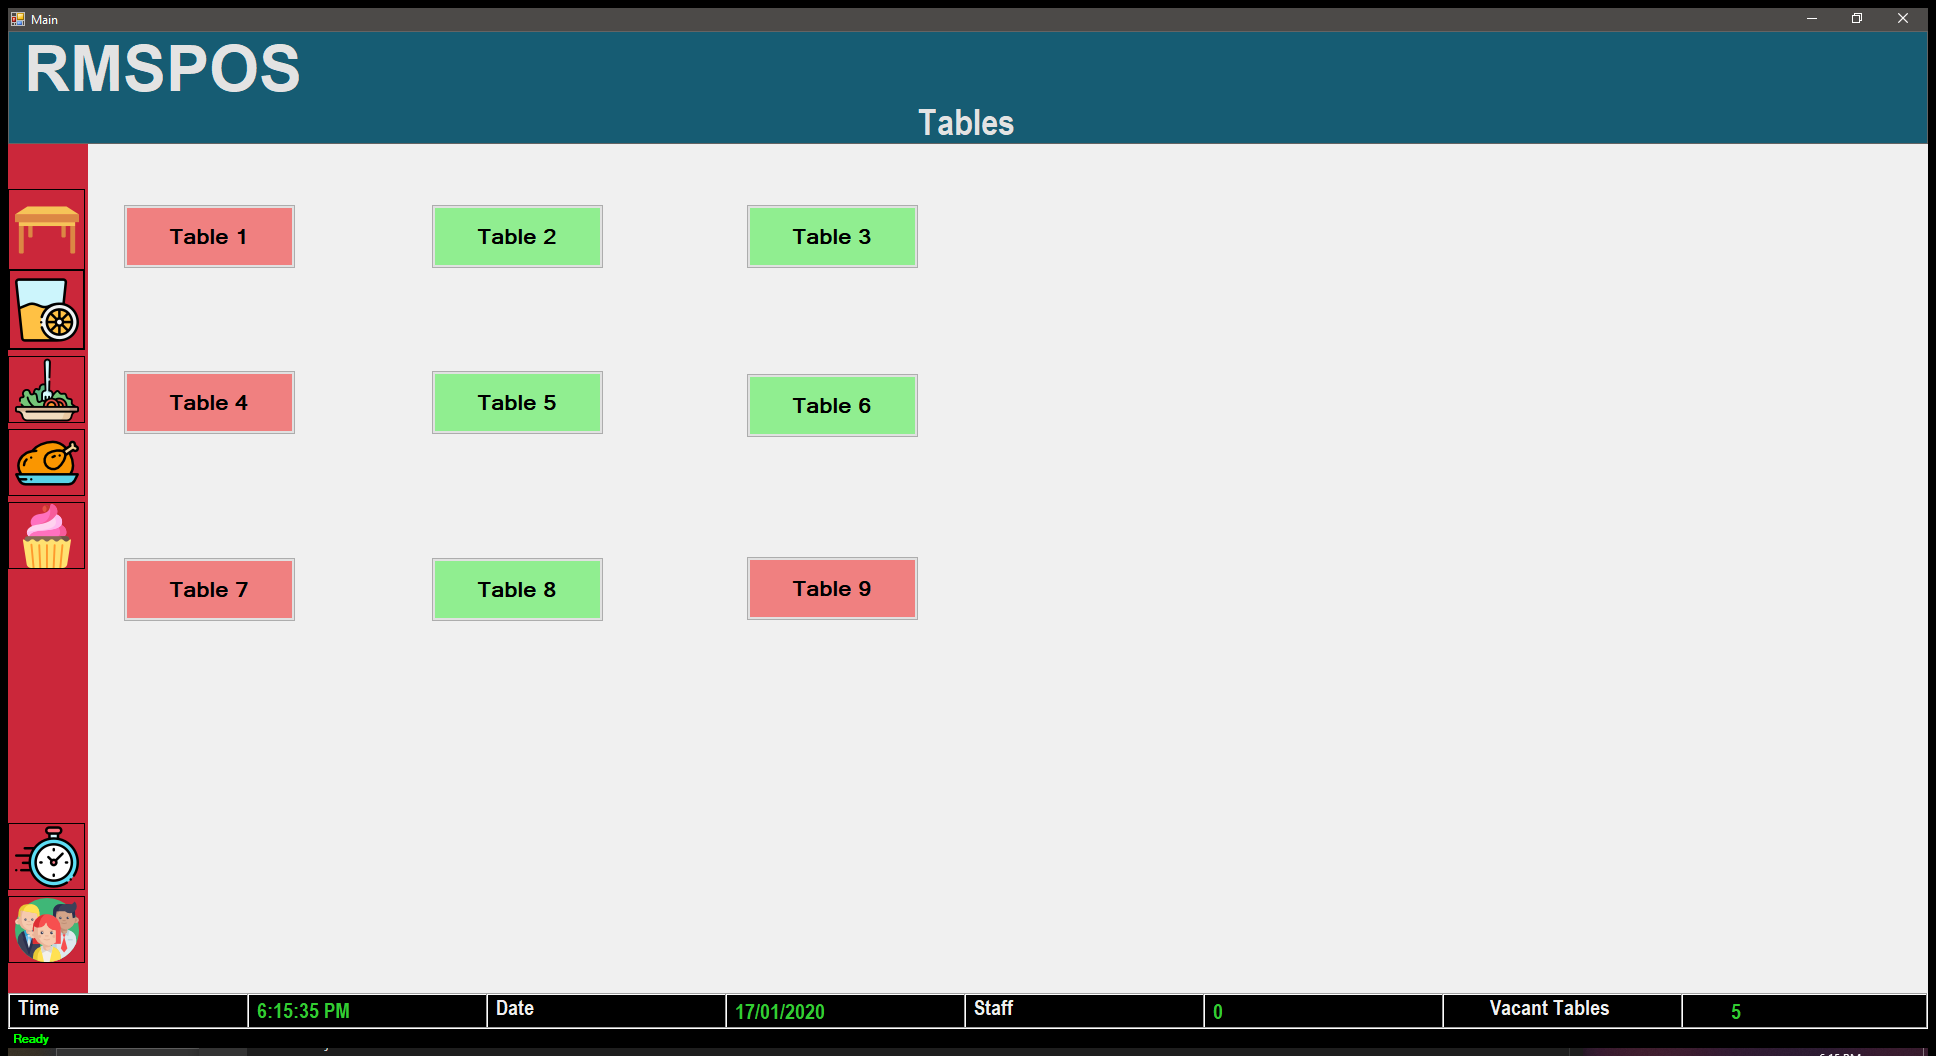 Main
RMSPOS
Tables
Table 1 Table 2 Table 3
Table 4 Table 5 Table 6
Table 7 Table 8 Table 9
Time 6:15:35 PM Date 17/01/2020 Staff 0 Vacant Tables 5
Ready